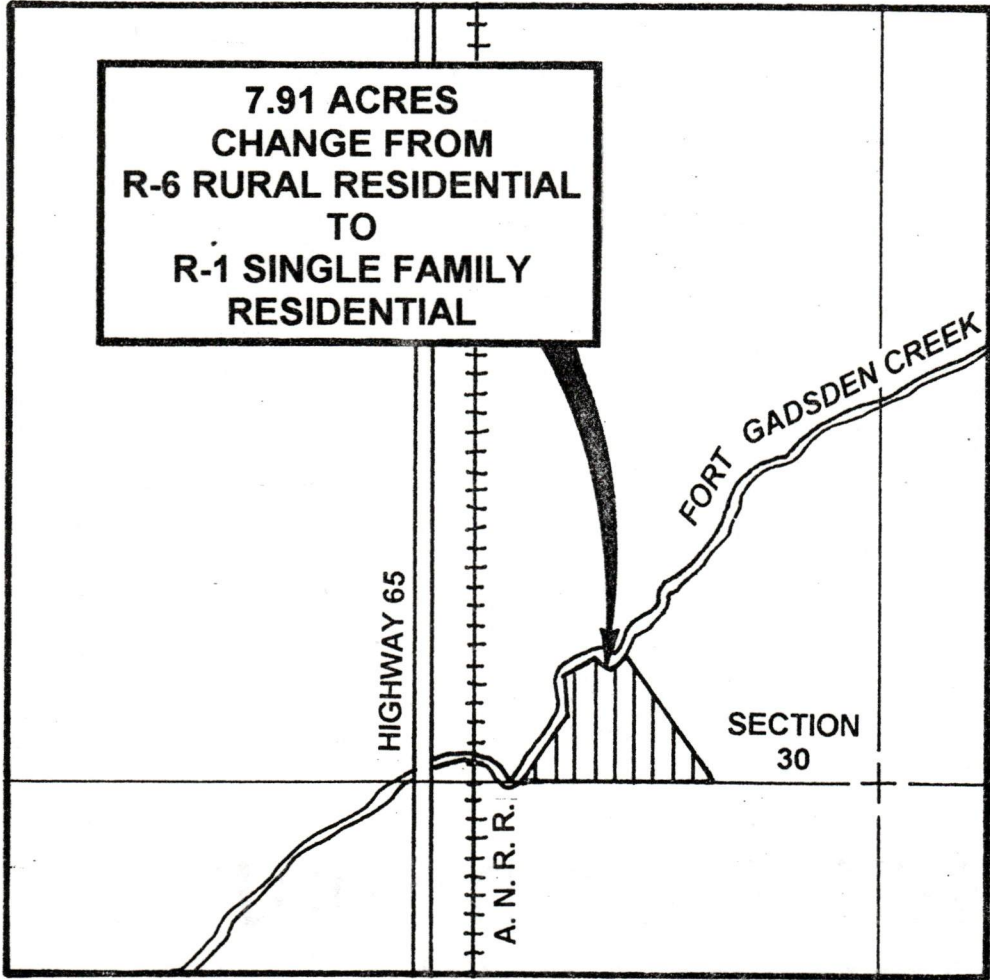 7.91 ACRES
CHANGE FROM
R-6 RURAL RESIDENTIAL
TO
R-1 SINGLE FAMILY
RESIDENTIAL
FORT GADSDEN CREEK
HIGHWAY 65
SECTION
30
A. N. R. R.